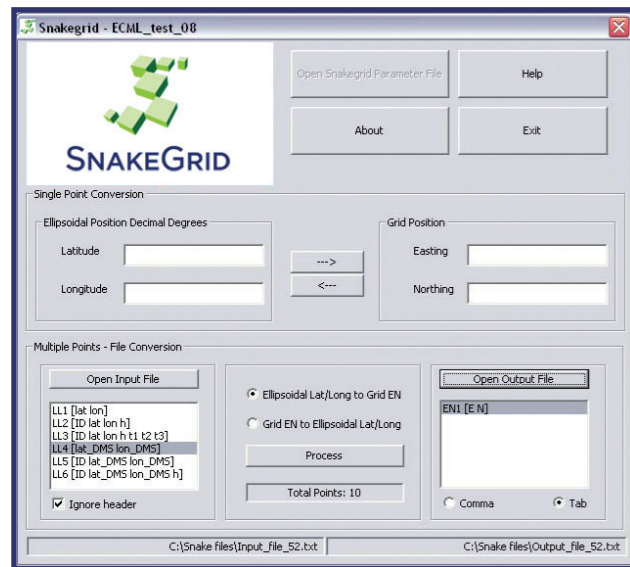 Snakegrid - ECML_test_08
SNAKEGRID
Open Snakegrid Parameter File
Help
About
Exit
Single Point Conversion
Ellipsoidal Position Decimal Degrees
Latitude
Longitude
--->
<---
Grid Position
Easting
Northing
Multiple Points - File Conversion
Open Input File
LL1 [lat lon]
LL2 [ID lat lon h]
LL3 [ID lat lon h t1 t2 t3]
LL4 [lat_DMS lon_DMS]
LL5 [ID lat_DMS lon_DMS]
LL6 [ID lat_DMS lon_DMS h]
Ignore header
Ellipsoidal Lat/Long to Grid EN
Grid EN to Ellipsoidal Lat/Long
Process
Total Points: 10
Open Output File
EN1 [E N]
Comma
Tab
C:\Snake files\Input_file_52.txt
C:\Snake files\Output_file_52.txt